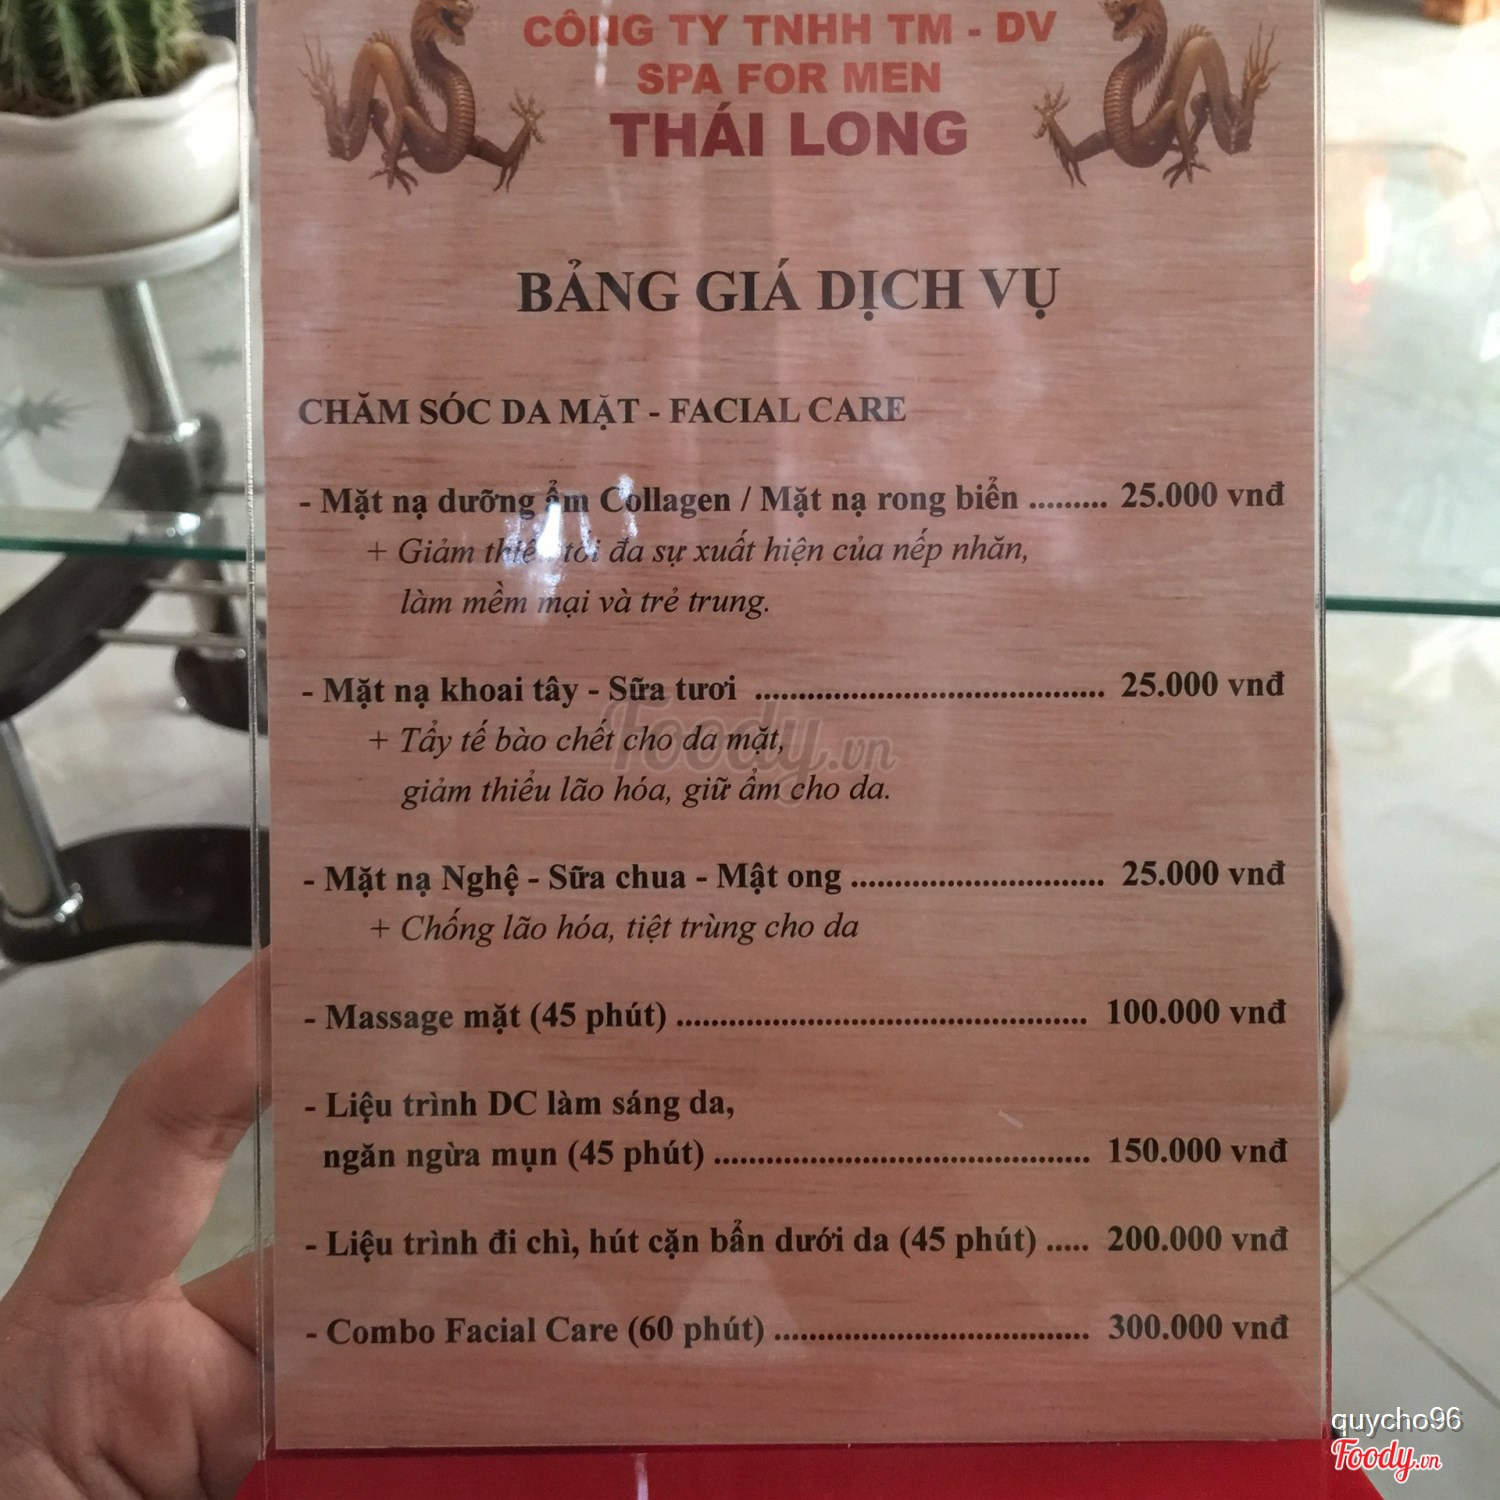 CÔNG TY TNHH TM - DV
SPA FOR MEN
THÁI LONG
BẢNG GIÁ DỊCH VỤ
CHĂM SÓC DA MẶT - FACIAL CARE
- Mặt nạ dưỡng ẩm Collagen / Mặt nạ rong biển ......... 25.000 vnđ
+ Giảm thiểu tối đa sự xuất hiện của nếp nhăn,
làm mềm mại và trẻ trung.
- Mặt nạ khoai tây - Sữa tươi ........................................ 25.000 vnđ
+ Tẩy tế bào chết cho da mặt,
giảm thiểu lão hóa, giữ ẩm cho da.
- Mặt nạ Nghệ - Sữa chua - Mật ong ............................. 25.000 vnđ
+ Chống lão hóa, tiệt trùng cho da
- Massage mặt (45 phút) ............................................... 100.000 vnđ
- Liệu trình DC làm sáng da,
ngăn ngừa mụn (45 phút) ........................................... 150.000 vnđ
- Liệu trình đi chì, hút cặn bẩn dưới da (45 phút) ..... 200.000 vnđ
- Combo Facial Care (60 phút) .................................... 300.000 vnđ
Foody.vn
quycho96
Foody.vn